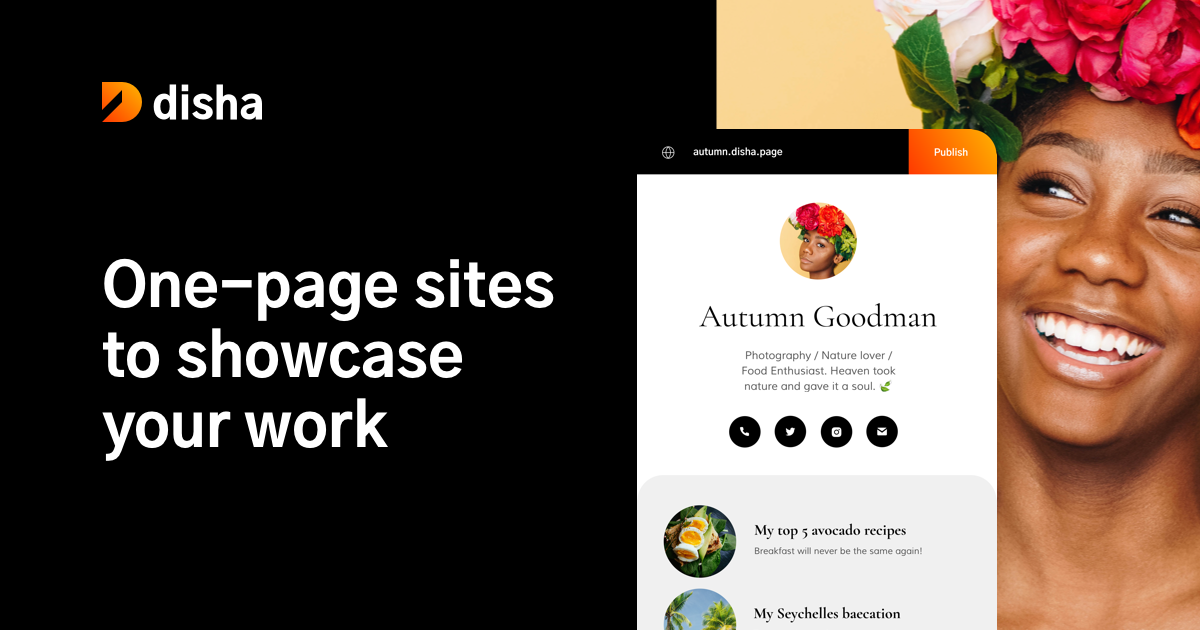 disha
One-page sites
to showcase
your work
autumn.disha.page
Publish
Autumn Goodman
Photography / Nature lover /
Food Enthusiast. Heaven took
nature and gave it a soul. 🌿
My top 5 avocado recipes
Breakfast will never be the same again!
My Seychelles baecation